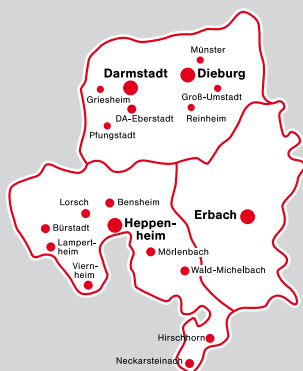 Münster
Darmstadt
Dieburg
Griesheim
Groß-Umstadt
DA-Eberstadt
Reinheim
Pfungstadt
Lorsch
Bensheim
Bürstadt
Heppen-
heim
Erbach
Lampert-
heim
Mörlenbach
Viern-
heim
Wald-Michelbach
Hirschhorn
Neckarsteinach